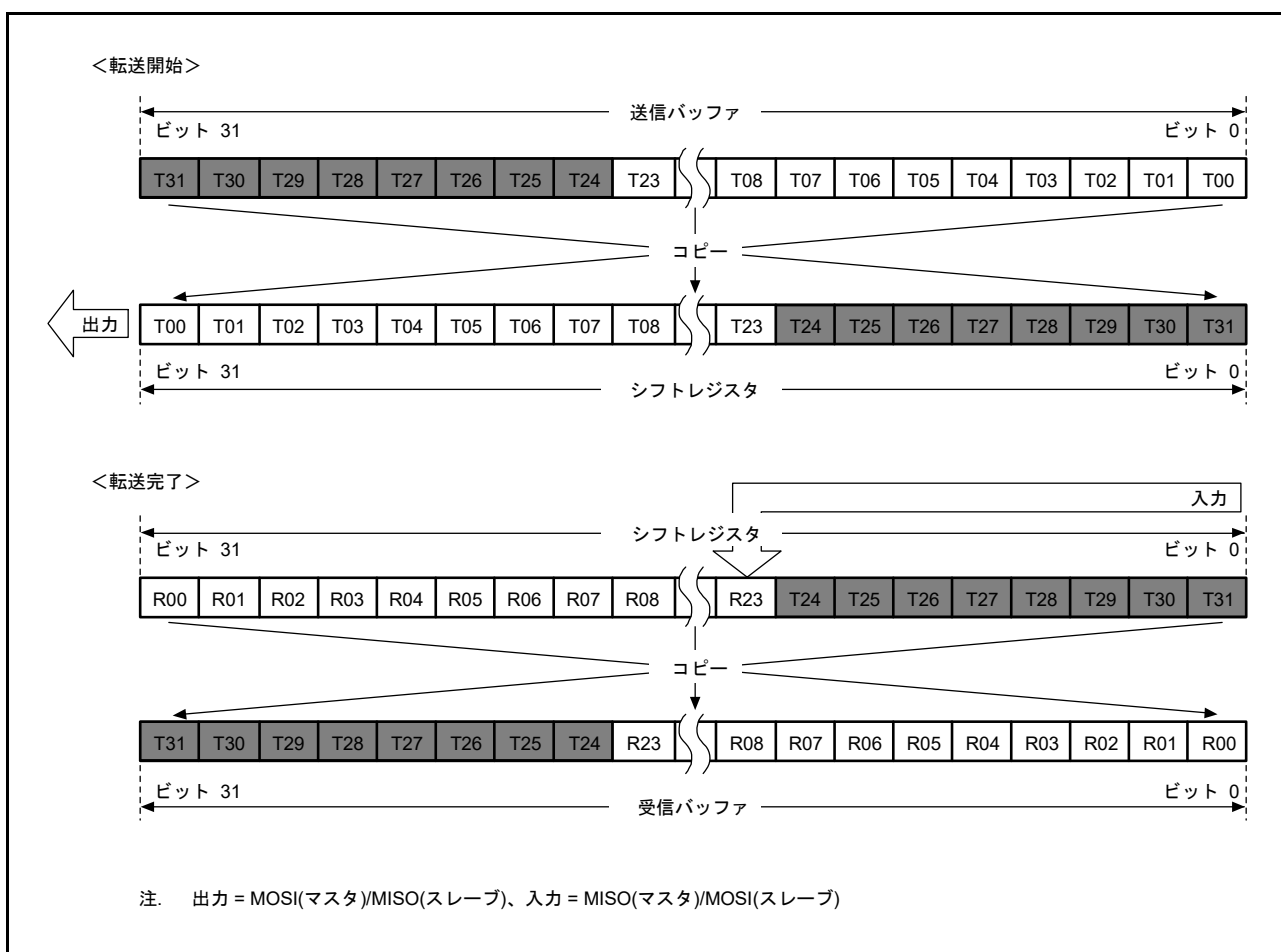 ＜転送開始＞
送信バッファ
ビット 31 ビット 0
T31 T30 T29 T28 T27 T26 T25 T24 T23 T08 T07 T06 T05 T04 T03 T02 T01 T00
コピー
出力 T00 T01 T02 T03 T04 T05 T06 T07 T08 T23 T24 T25 T26 T27 T28 T29 T30 T31
ビット 31 ビット 0
シフトレジスタ
＜転送完了＞
入力
シフトレジスタ
ビット 31 ビット 0
R00 R01 R02 R03 R04 R05 R06 R07 R08 R23 T24 T25 T26 T27 T28 T29 T30 T31
コピー
T31 T30 T29 T28 T27 T26 T25 T24 R23 R08 R07 R06 R05 R04 R03 R02 R01 R00
ビット 31 ビット 0
受信バッファ
注. 出力 = MOSI(マスタ)/MISO(スレーブ)、入力 = MISO(マスタ)/MOSI(スレーブ)